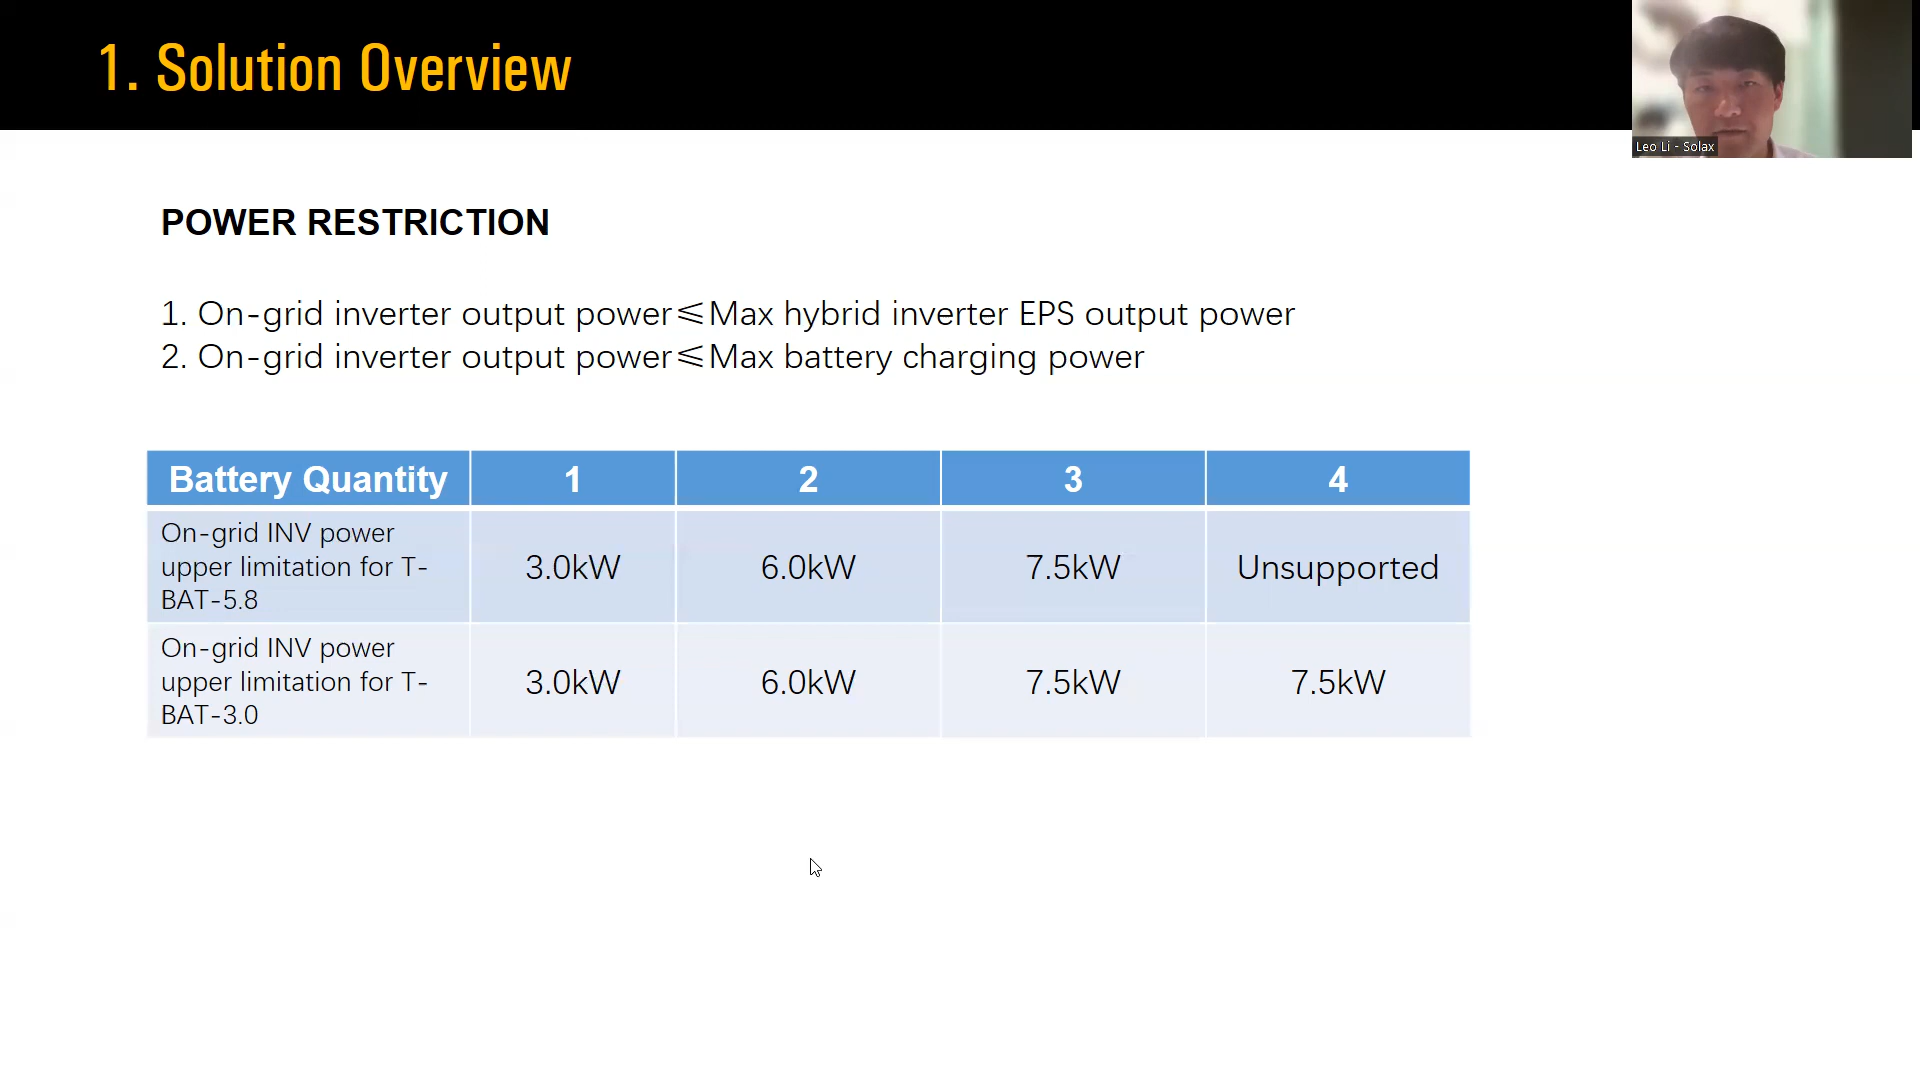 1. Solution Overview
Leo Li - Solax
POWER RESTRICTION
1. On-grid inverter output power⩽Max hybrid inverter EPS output power
2. On-grid inverter output power⩽Max battery charging power
Battery Quantity 1 2 3 4
On-grid INV power
upper limitation for T-
BAT-5.8
3.0kW 6.0kW 7.5kW Unsupported
On-grid INV power
upper limitation for T-
BAT-3.0
3.0kW 6.0kW 7.5kW 7.5kW